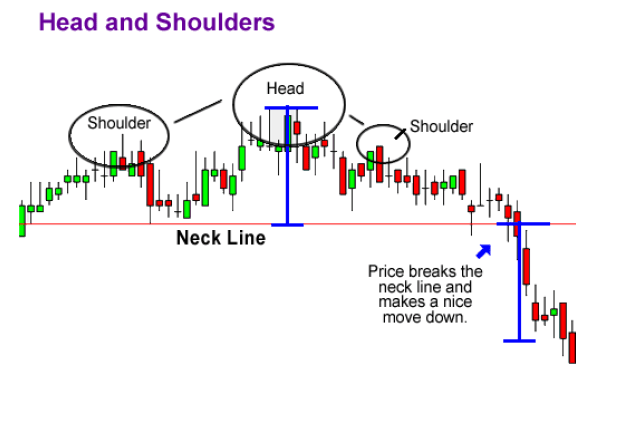 Head and Shoulders
Head
Shoulder
Shoulder
Neck Line
Price breaks the
neck line and
makes a nice
move down.